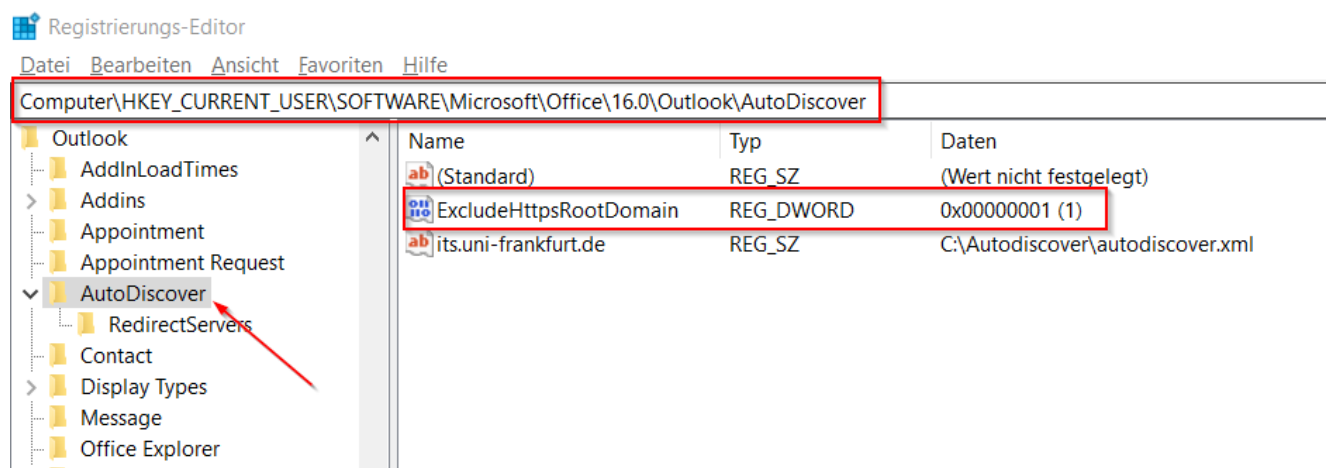 Registrierungs-Editor
Datei Bearbeiten Ansicht Favoriten Hilfe
Computer\HKEY_CURRENT_USER\SOFTWARE\Microsoft\Office\16.0\Outlook\AutoDiscover
Outlook
AddInLoadTimes
Addins
Appointment
Appointment Request
AutoDiscover
RedirectServers
Contact
Display Types
Message
Office Explorer
Name Typ Daten
(Standard) REG_SZ (Wert nicht festgelegt)
ExcludeHttpsRootDomain REG_DWORD 0x00000001 (1)
its.uni-frankfurt.de REG_SZ C:\Autodiscover\autodiscover.xml